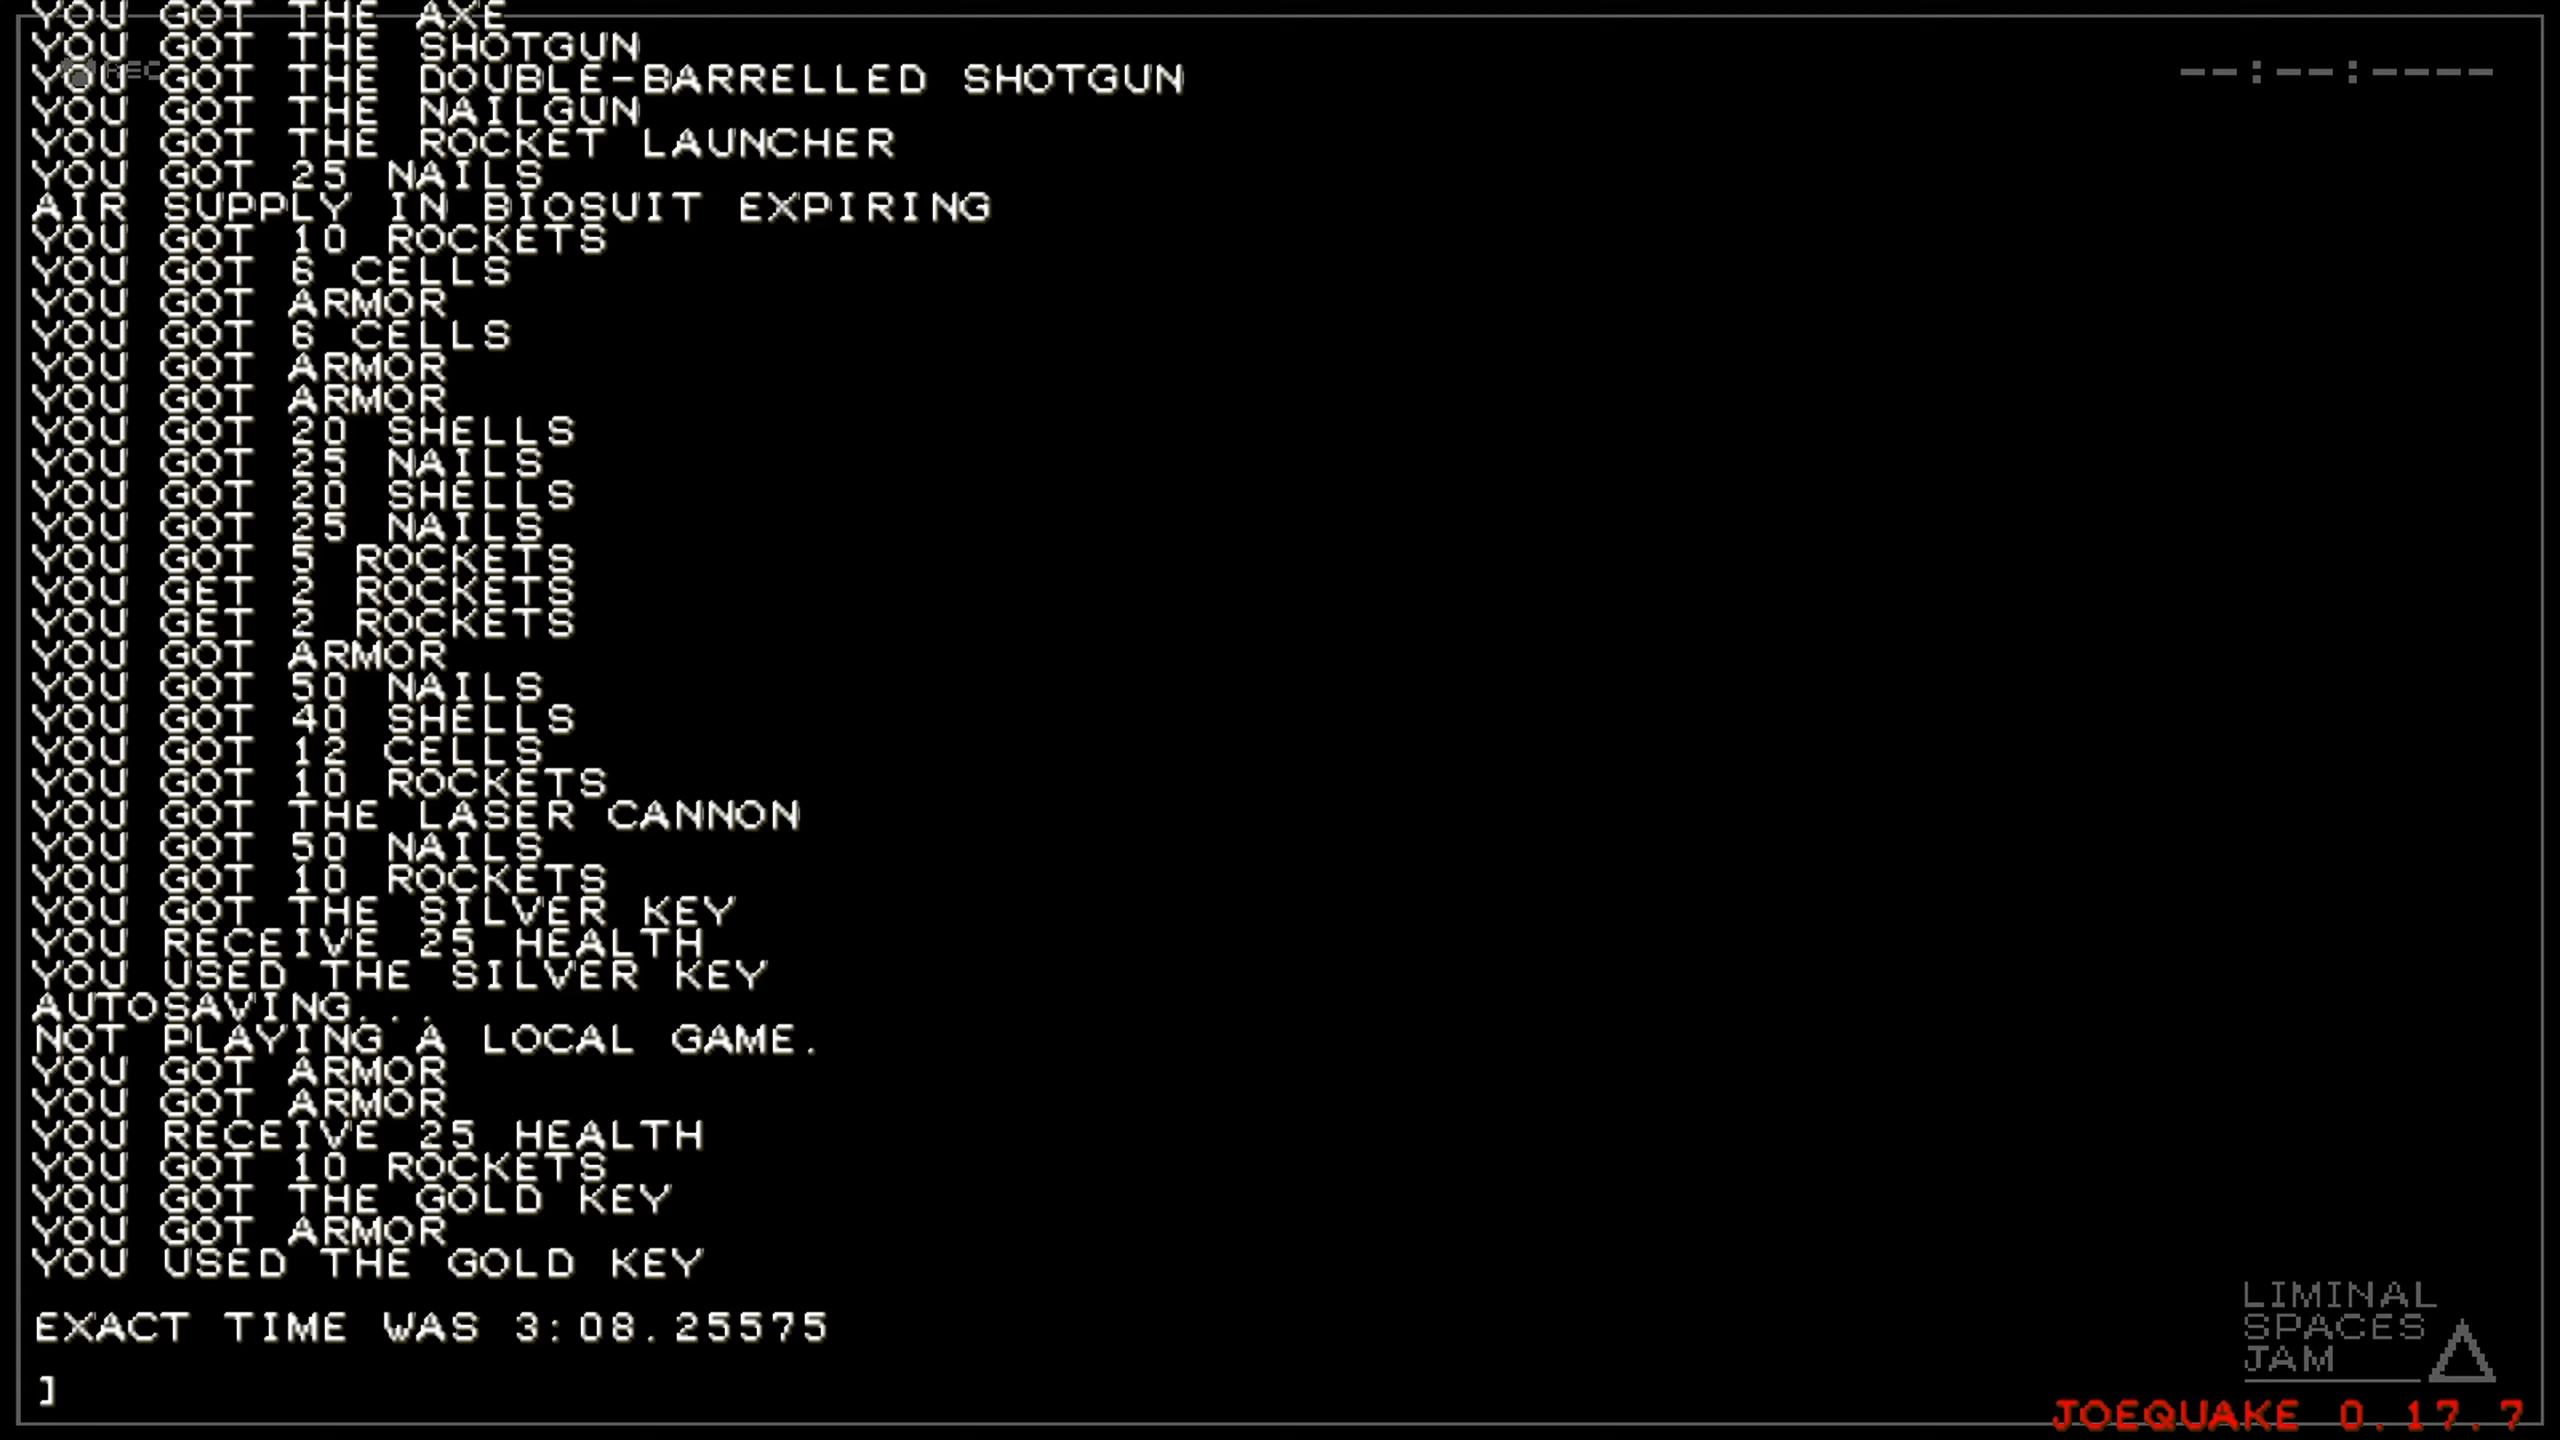 YOU GOT THE AXE
YOU GOT THE SHOTGUN
REC
YOU GOT THE DOUBLE-BARRELLED SHOTGUN
--:--:----
YOU GOT THE NAILGUN
YOU GOT THE ROCKET LAUNCHER
YOU GOT 25 NAILS
AIR SUPPLY IN BIOSUIT EXPIRING
YOU GOT 10 ROCKETS
YOU GOT 6 CELLS
YOU GOT ARMOR
YOU GOT 6 CELLS
YOU GOT ARMOR
YOU GOT ARMOR
YOU GOT 20 SHELLS
YOU GOT 25 NAILS
YOU GOT 20 SHELLS
YOU GOT 25 NAILS
YOU GOT 5 ROCKETS
YOU GET 2 ROCKETS
YOU GET 2 ROCKETS
YOU GOT ARMOR
YOU GOT 50 NAILS
YOU GOT 40 SHELLS
YOU GOT 12 CELLS
YOU GOT 10 ROCKETS
YOU GOT THE LASER CANNON
YOU GOT 50 NAILS
YOU GOT 10 ROCKETS
YOU GOT THE SILVER KEY
YOU RECEIVE 25 HEALTH
YOU USED THE SILVER KEY
AUTOSAVING...
NOT PLAYING A LOCAL GAME.
YOU GOT ARMOR
YOU GOT ARMOR
YOU RECEIVE 25 HEALTH
YOU GOT 10 ROCKETS
YOU GOT THE GOLD KEY
YOU GOT ARMOR
YOU USED THE GOLD KEY
EXACT TIME WAS 3:08.25575
]
LIMINAL
SPACES
JAM
JOEQUAKE 0.17.7